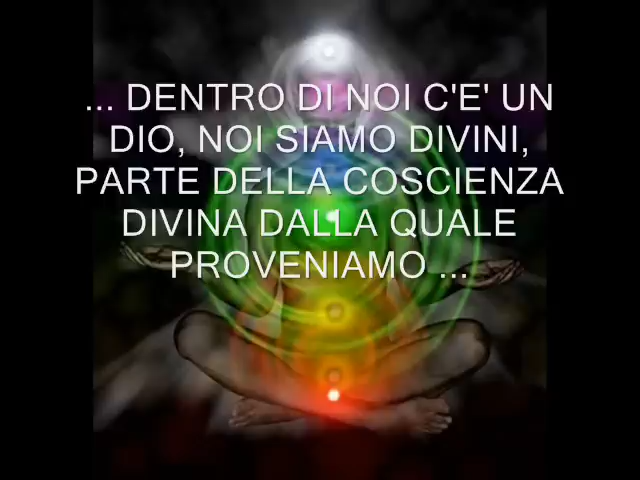 ... DENTRO DI NOI C'E' UN
DIO, NOI SIAMO DIVINI,
PARTE DELLA COSCIENZA
DIVINA DALLA QUALE
PROVENIAMO ...